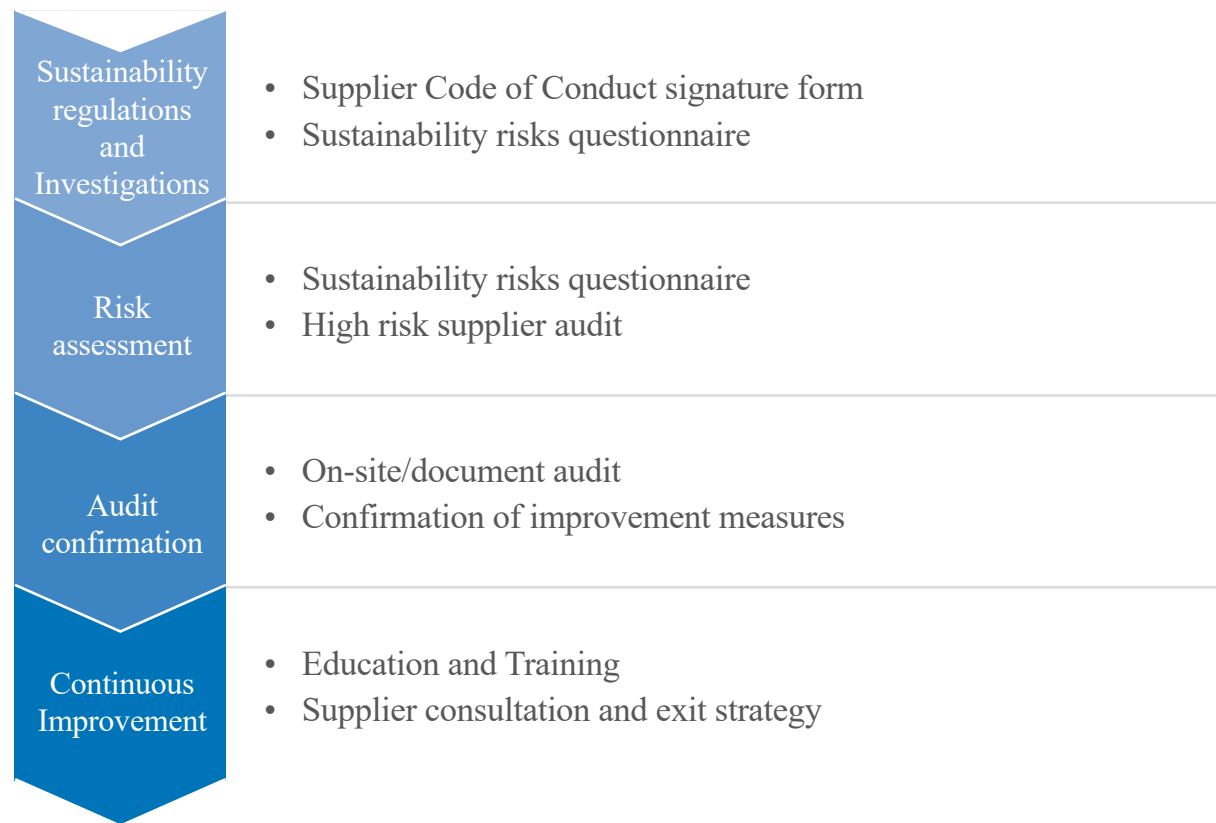 Sustainability
regulations
and
Investigations
• Supplier Code of Conduct signature form
• Sustainability risks questionnaire
Risk
assessment
• Sustainability risks questionnaire
• High risk supplier audit
Audit
confirmation
• On-site/document audit
• Confirmation of improvement measures
Continuous
Improvement
• Education and Training
• Supplier consultation and exit strategy